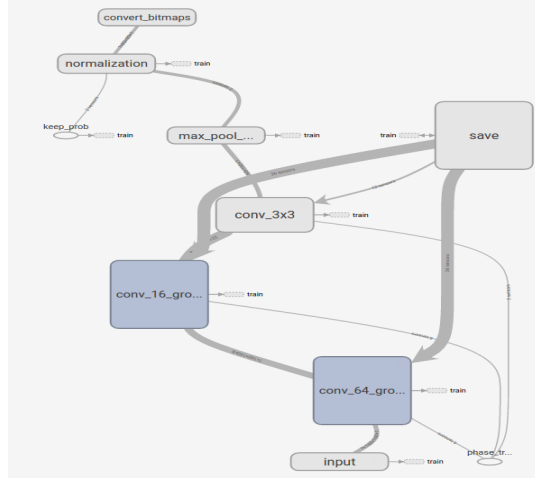 convert_bitmaps
normalization
train
keep_prob
train
max_pool_...
train
train
save
conv_3x3
train
conv_16_gro...
train
conv_64_gro...
train
phase_tr...
input
train